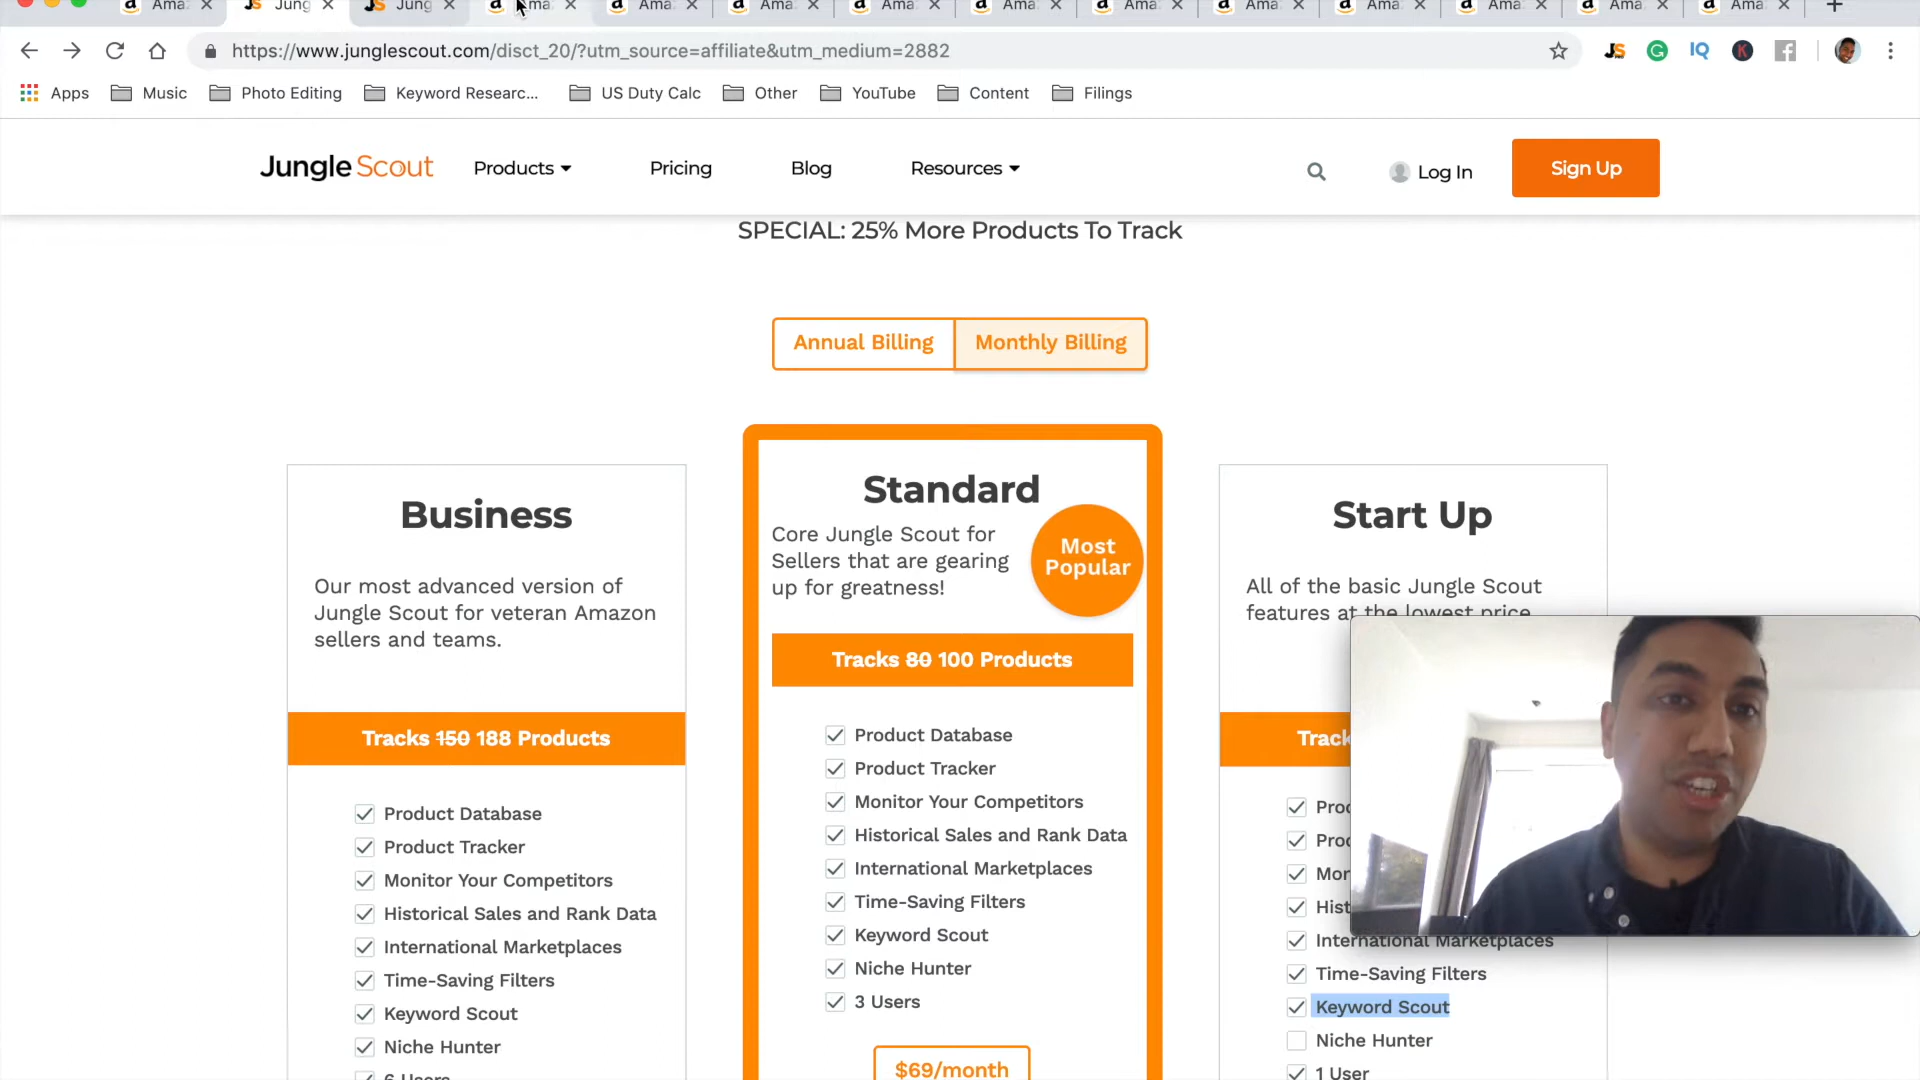 Ama
Jung
Jung
Ama
Ama
Ama
Ama
Ama
Ama
Ama
Ama
Ama
Ama
Ama
https://www.junglescout.com/disct_20/?utm_source=affiliate&utm_medium=2882
JS
G
IQ
K
f
Apps
Music
Photo Editing
Keyword Researc...
US Duty Calc
Other
YouTube
Content
Filings
Jungle Scout
Products
Pricing
Blog
Resources
Log In
Sign Up
SPECIAL: 25% More Products To Track
Annual Billing
Monthly Billing
Business
Our most advanced version of
Jungle Scout for veteran Amazon
sellers and teams.
Tracks 150 188 Products
Product Database
Product Tracker
Monitor Your Competitors
Historical Sales and Rank Data
International Marketplaces
Time-Saving Filters
Keyword Scout
Niche Hunter
6 Users
Standard
Core Jungle Scout for
Sellers that are gearing
up for greatness!
Most
Popular
Tracks 80 100 Products
Product Database
Product Tracker
Monitor Your Competitors
Historical Sales and Rank Data
International Marketplaces
Time-Saving Filters
Keyword Scout
Niche Hunter
3 Users
$69/month
Start Up
All of the basic Jungle Scout
features at the lowest price
Track
Proc
Proc
Mor
Hist
International Marketplaces
Time-Saving Filters
Keyword Scout
Niche Hunter
1 User